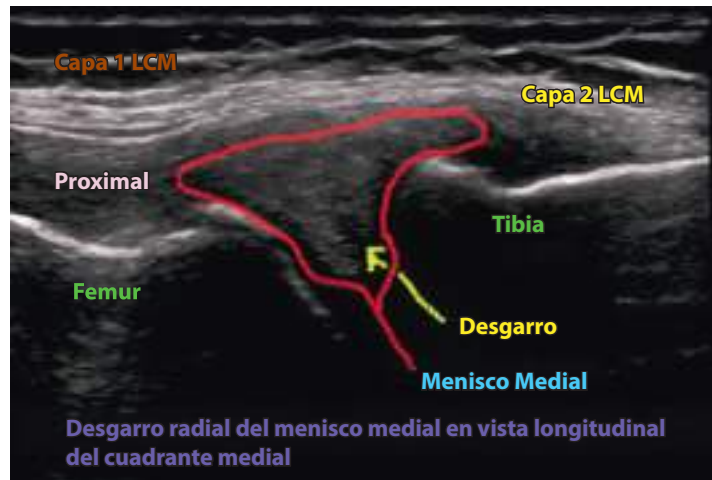 Capa 1 LCM
Capa 2 LCM
Proximal
Tibia
Femur
Desgarro
Menisco Medial
Desgarro radial del menisco medial en vista longitudinal
del cuadrante medial